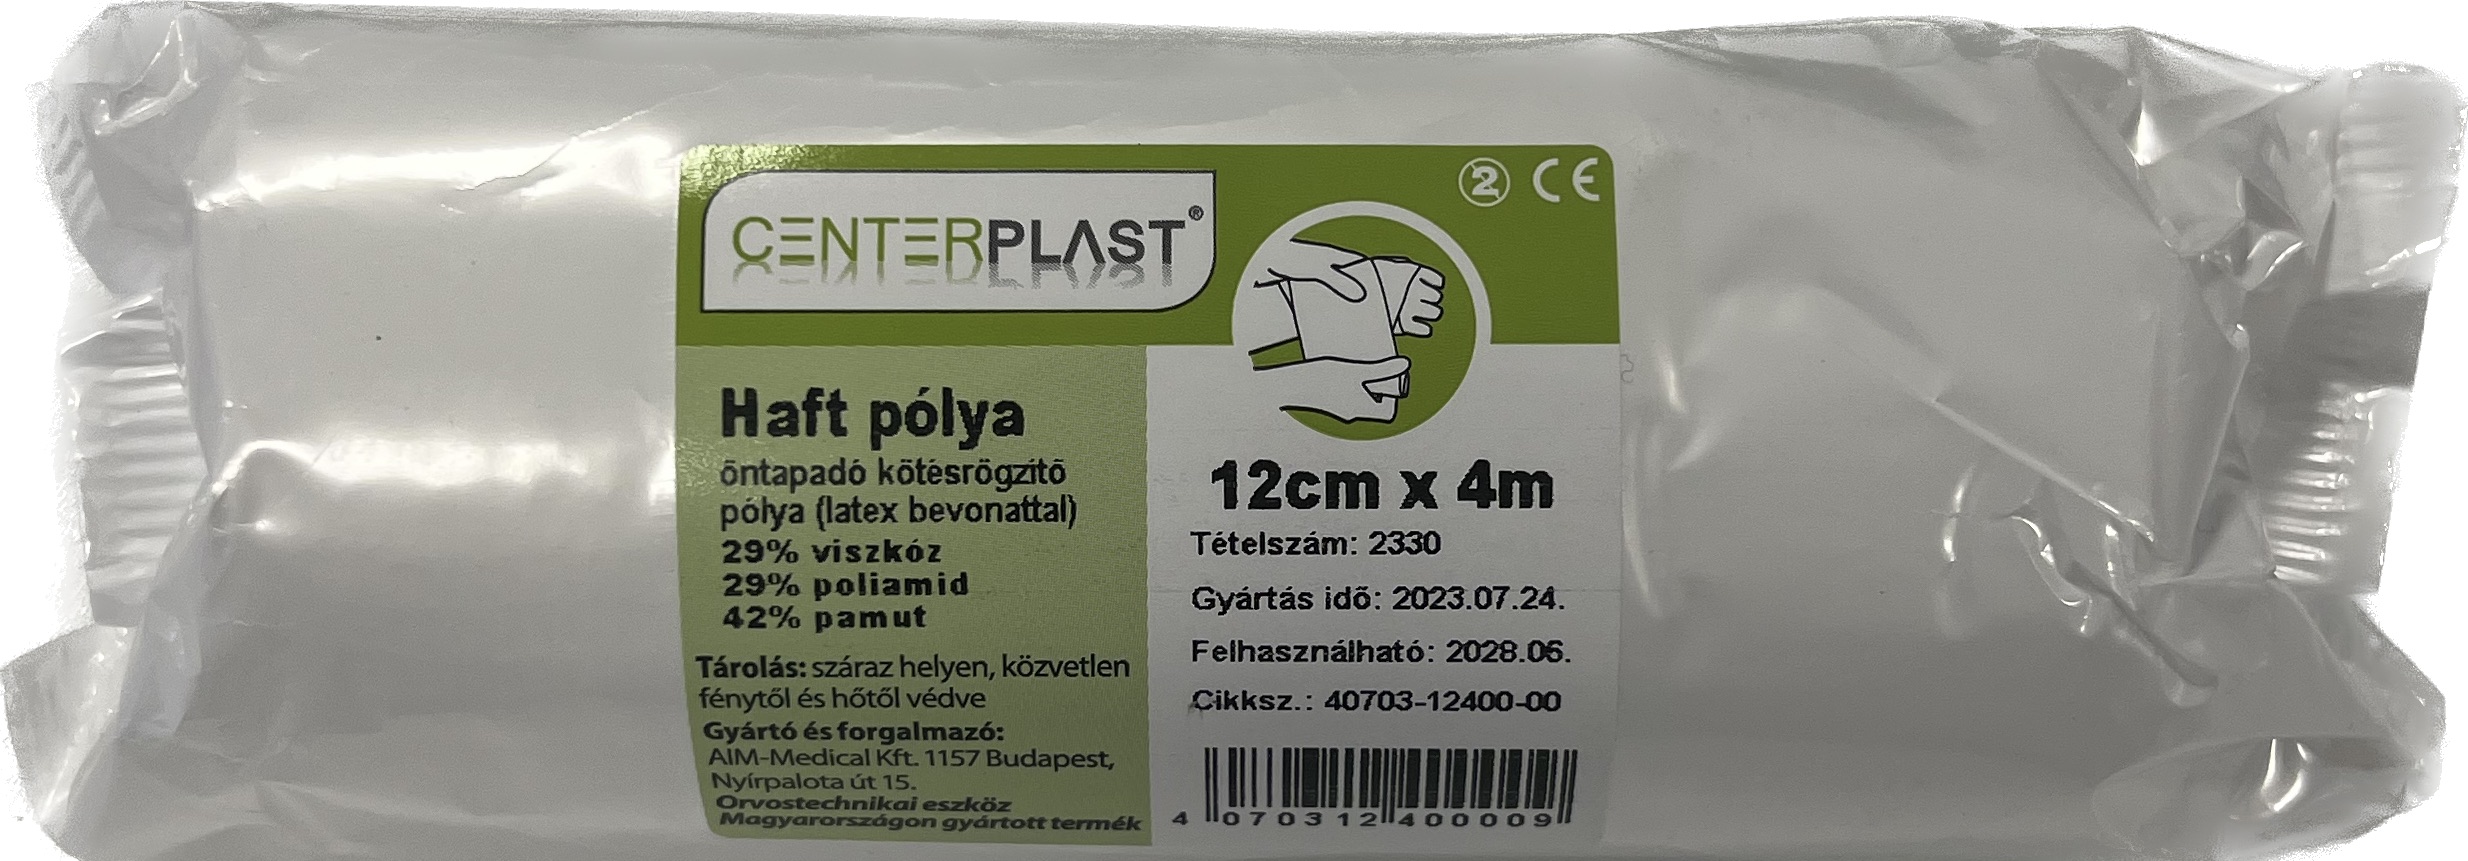 CENTERPLAST®
2 CE
Haft pólya
öntapadó kötésrögzítő
pólya (latex bevonattal)
29% viszkóz
29% poliamid
42% pamut
Tárolás: száraz helyen, közvetlen
fénytől és hőtől védve
Gyártó és forgalmazó:
AIM-Medical Kft. 1157 Budapest,
Nyírpalota út 15.
Orvostechnikai eszköz
Magyarországon gyártott termék
12cm x 4m
Tételszám: 2330
Gyártás idő: 2023.07.24.
Felhasználható: 2028.06.
Cikksz.: 40703-12400-00
4 070312 400009